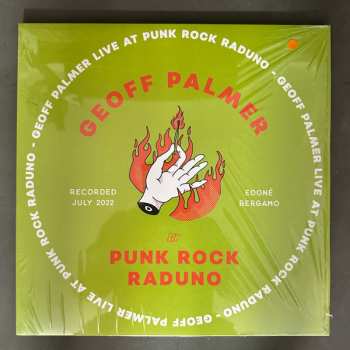 GEOFF PALMER LIVE AT PUNK ROCK RADUNO - GEOFF PALMER LIVE AT PUNK ROCK RADUNO - GEOFF PALMER LIVE AT PUNK ROCK RADUNO -
GEOFF PALMER
RECORDED
JULY 2022
EDONÉ
BERGAMO
at
PUNK ROCK
RADUNO